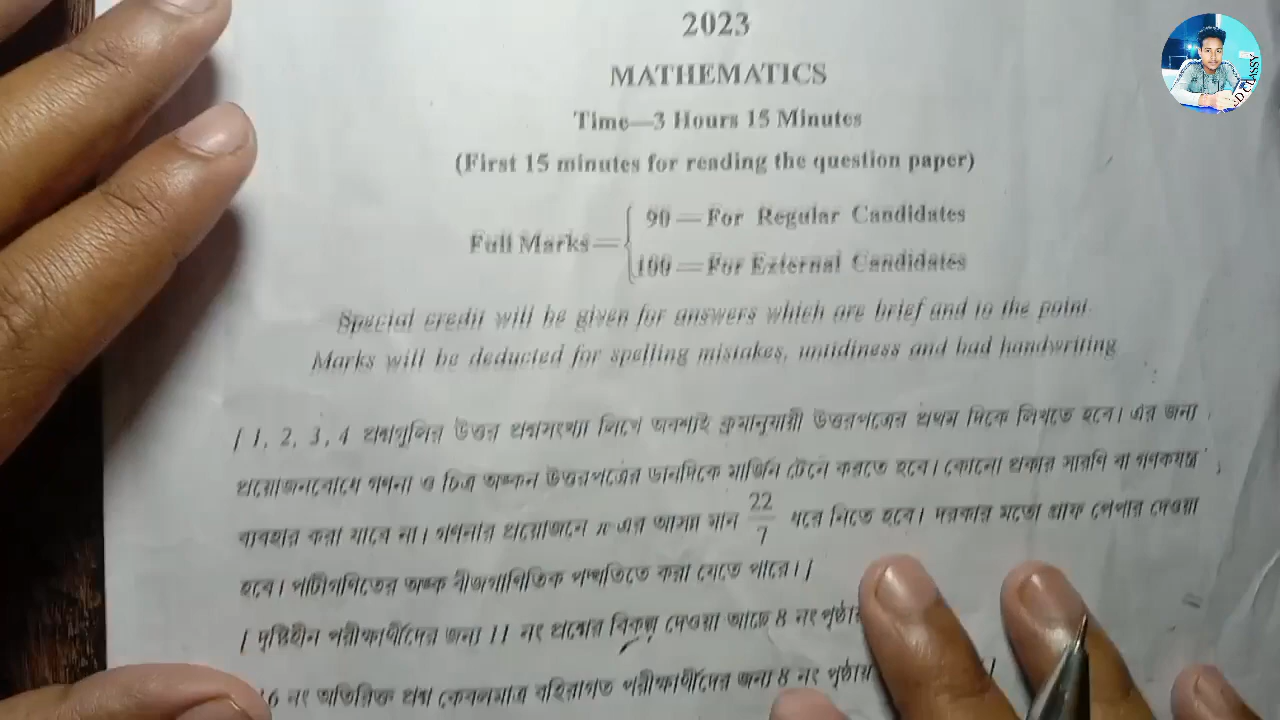 2023
MATHEMATICS
Time—3 Hours 15 Minutes
(First 15 minutes for reading the question paper)
90 — For Regular Candidates
Full Marks =
100 — For External Candidates
Special credit will be given for answers which are brief and to the point.
Marks will be deducted for spelling mistakes, untidiness and bad handwriting
[ 1, 2, 3, 4 প্রশ্নগুলির উত্তর প্রশ্নসংখ্যা লিখে অবশ্যই ক্রমানুযায়ী উত্তরপত্রের প্রথম দিকে লিখতে হবে। এর জন্য
প্রয়োজনবোধে গণনা ও চিত্র অঙ্কন উত্তরপত্রের ডানদিকে মার্জিন টেনে করতে হবে। কোনো প্রকার সারণি বা গণকযন্ত্র
ব্যবহার করা যাবে না। গণনার প্রয়োজনে π এর আসন্ন মান 22/7 ধরে নিতে হবে। দরকার মতো গ্রাফ পেপার দেওয়া
হবে। পাটীগণিতের অঙ্ক বীজগাণিতিক পদ্ধতিতে করা যেতে পারে। ]
[ দৃষ্টিহীন পরীক্ষার্থীদের জন্য 11 নং প্রশ্নের বিকল্প দেওয়া আছে ৪ নং পৃষ্ঠায়
16 নং অতিরিক্ত প্রশ্ন কেবলমাত্র বহিরাগত পরীক্ষার্থীদের জন্য ৪ নং পৃষ্ঠায় ]